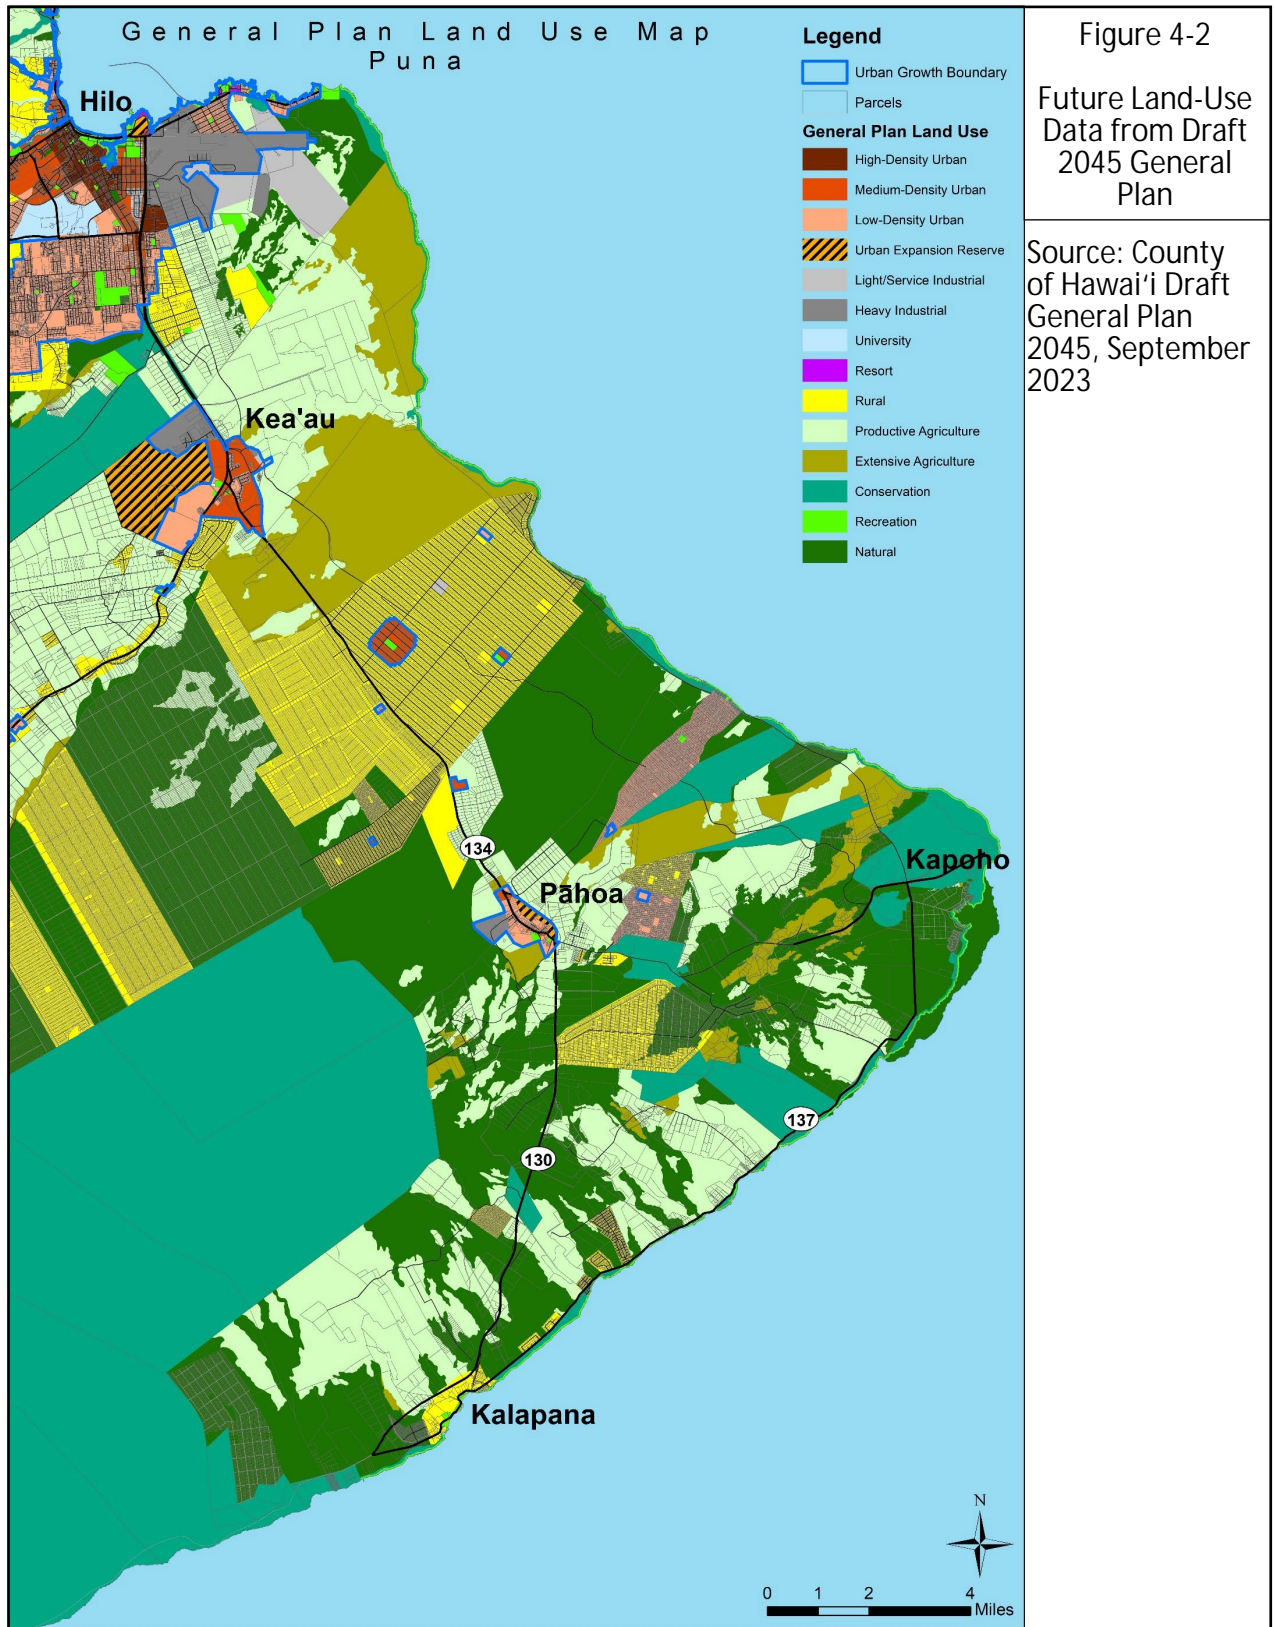 General Plan Land Use Map
Puna
Hilo
Kea'au
134
Pāhoa
Kapoho
137
130
Kalapana
Legend
Urban Growth Boundary
Parcels
General Plan Land Use
High-Density Urban
Medium-Density Urban
Low-Density Urban
Urban Expansion Reserve
Light/Service Industrial
Heavy Industrial
University
Resort
Rural
Productive Agriculture
Extensive Agriculture
Conservation
Recreation
Natural
N
0 1 2 4
Miles
Figure 4-2
Future Land-Use
Data from Draft
2045 General
Plan
Source: County
of Hawaiʻi Draft
General Plan
2045, September
2023